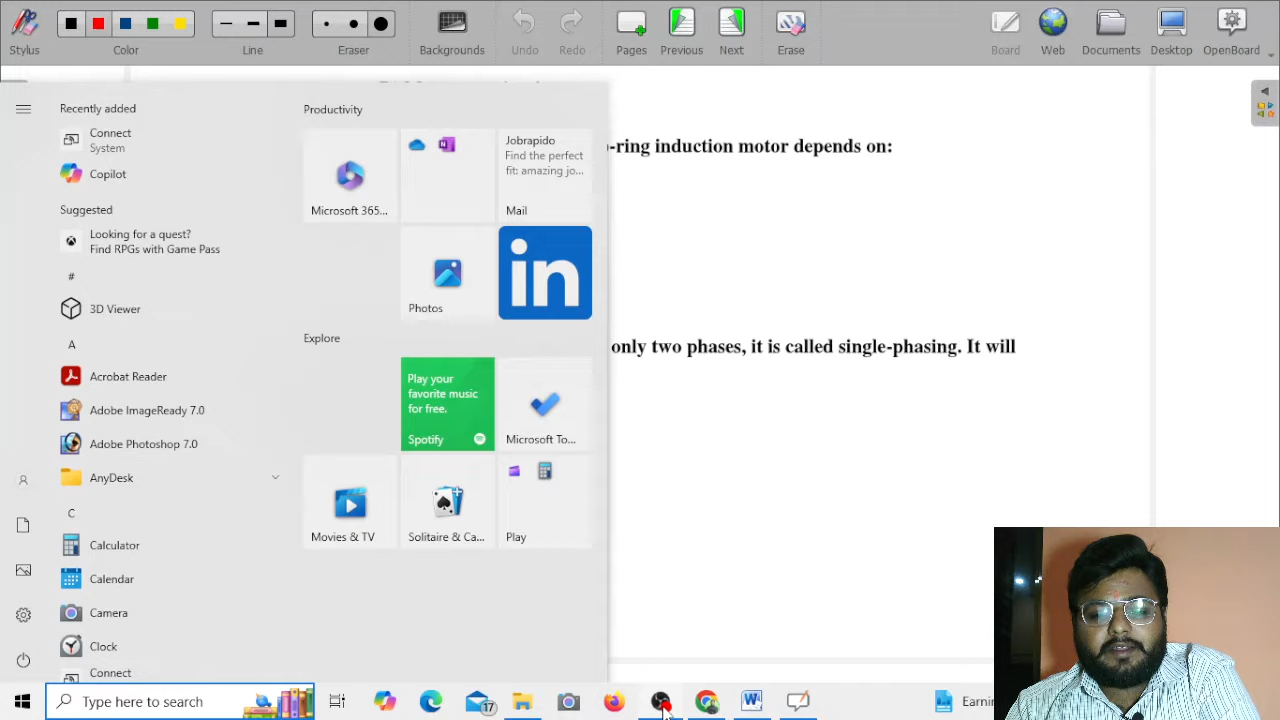 Stylus
Color
Line
Eraser
Backgrounds
Undo
Redo
Pages
Previous
Next
Erase
Board
Web
Documents
Desktop
OpenBoard
-ring induction motor depends on:
only two phases, it is called single-phasing. It will
Recently added
Connect
System
Copilot
Suggested
Looking for a quest?
Find RPGs with Game Pass
#
3D Viewer
A
Acrobat Reader
Adobe ImageReady 7.0
Adobe Photoshop 7.0
AnyDesk
C
Calculator
Calendar
Camera
Clock
Connect
Productivity
Microsoft 365...
Jobrapido
Find the perfect
fit: amazing jo...
Mail
Photos
in
Explore
Play your
favorite music
for free.
Spotify
Microsoft To...
Movies & TV
Solitaire & Ca...
Play
Type here to search
17